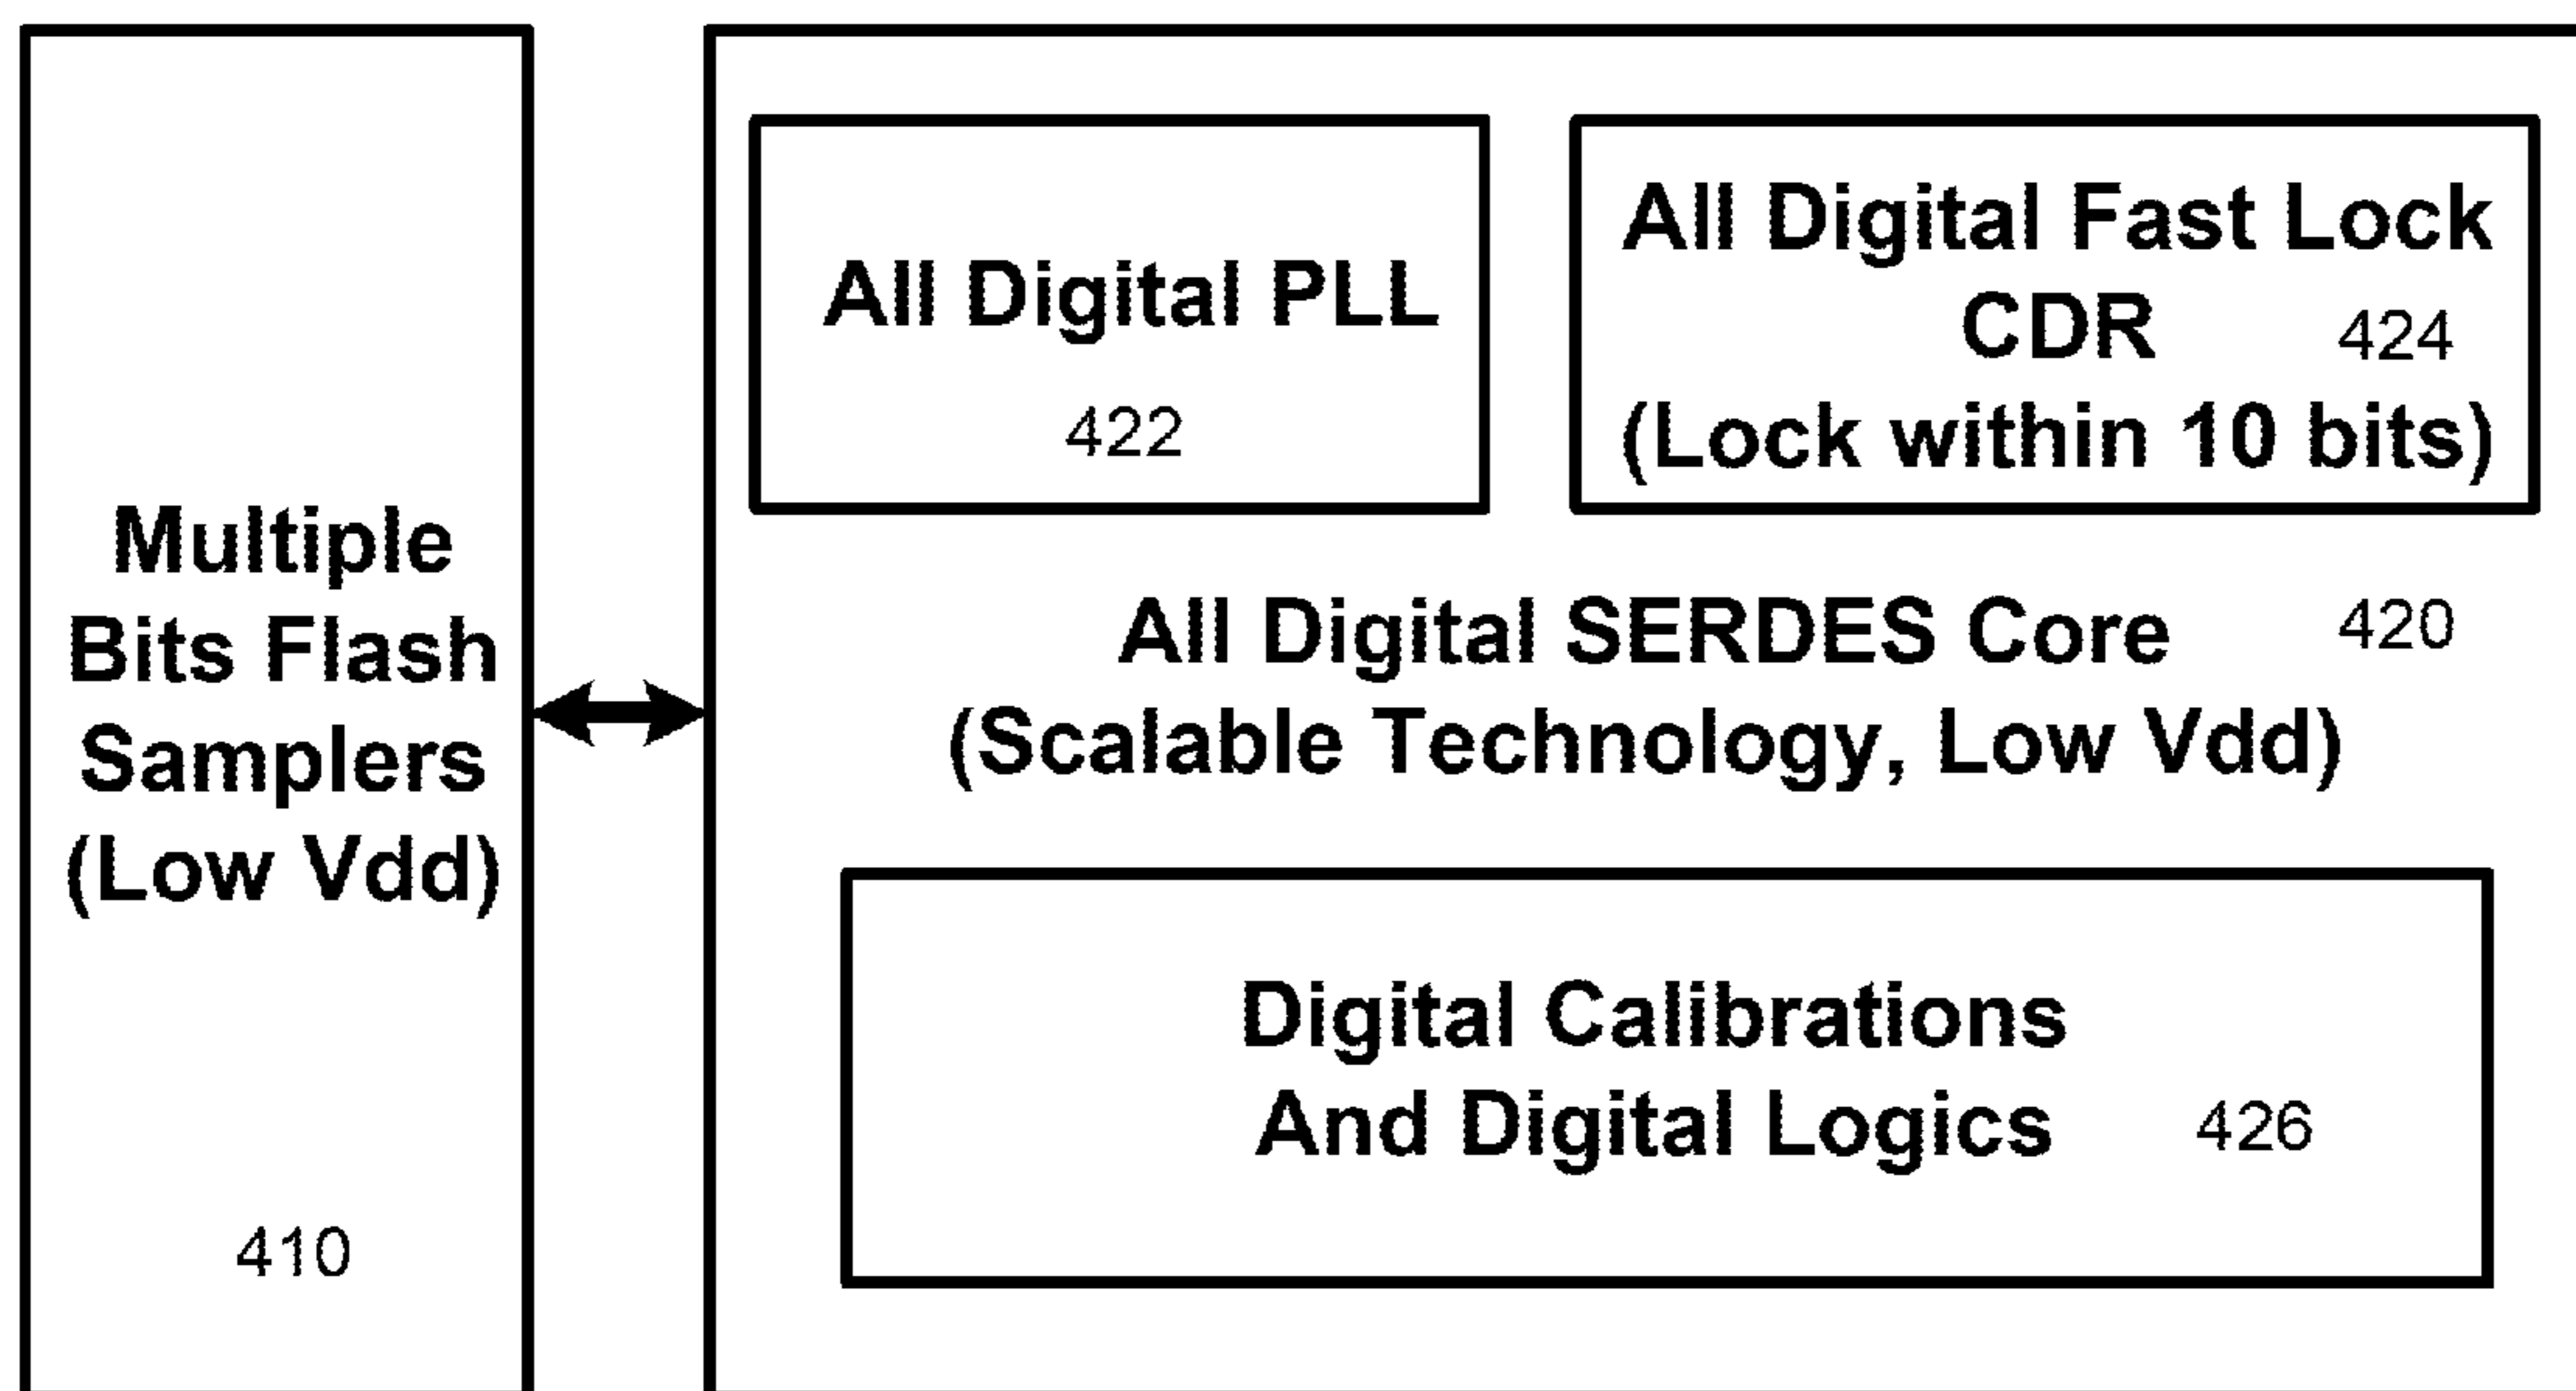 Multiple
Bits Flash
Samplers
(Low Vdd)
410
All Digital PLL
422
All Digital Fast Lock
CDR 424
(Lock within 10 bits)
All Digital SERDES Core 420
(Scalable Technology, Low Vdd)
Digital Calibrations
And Digital Logics 426